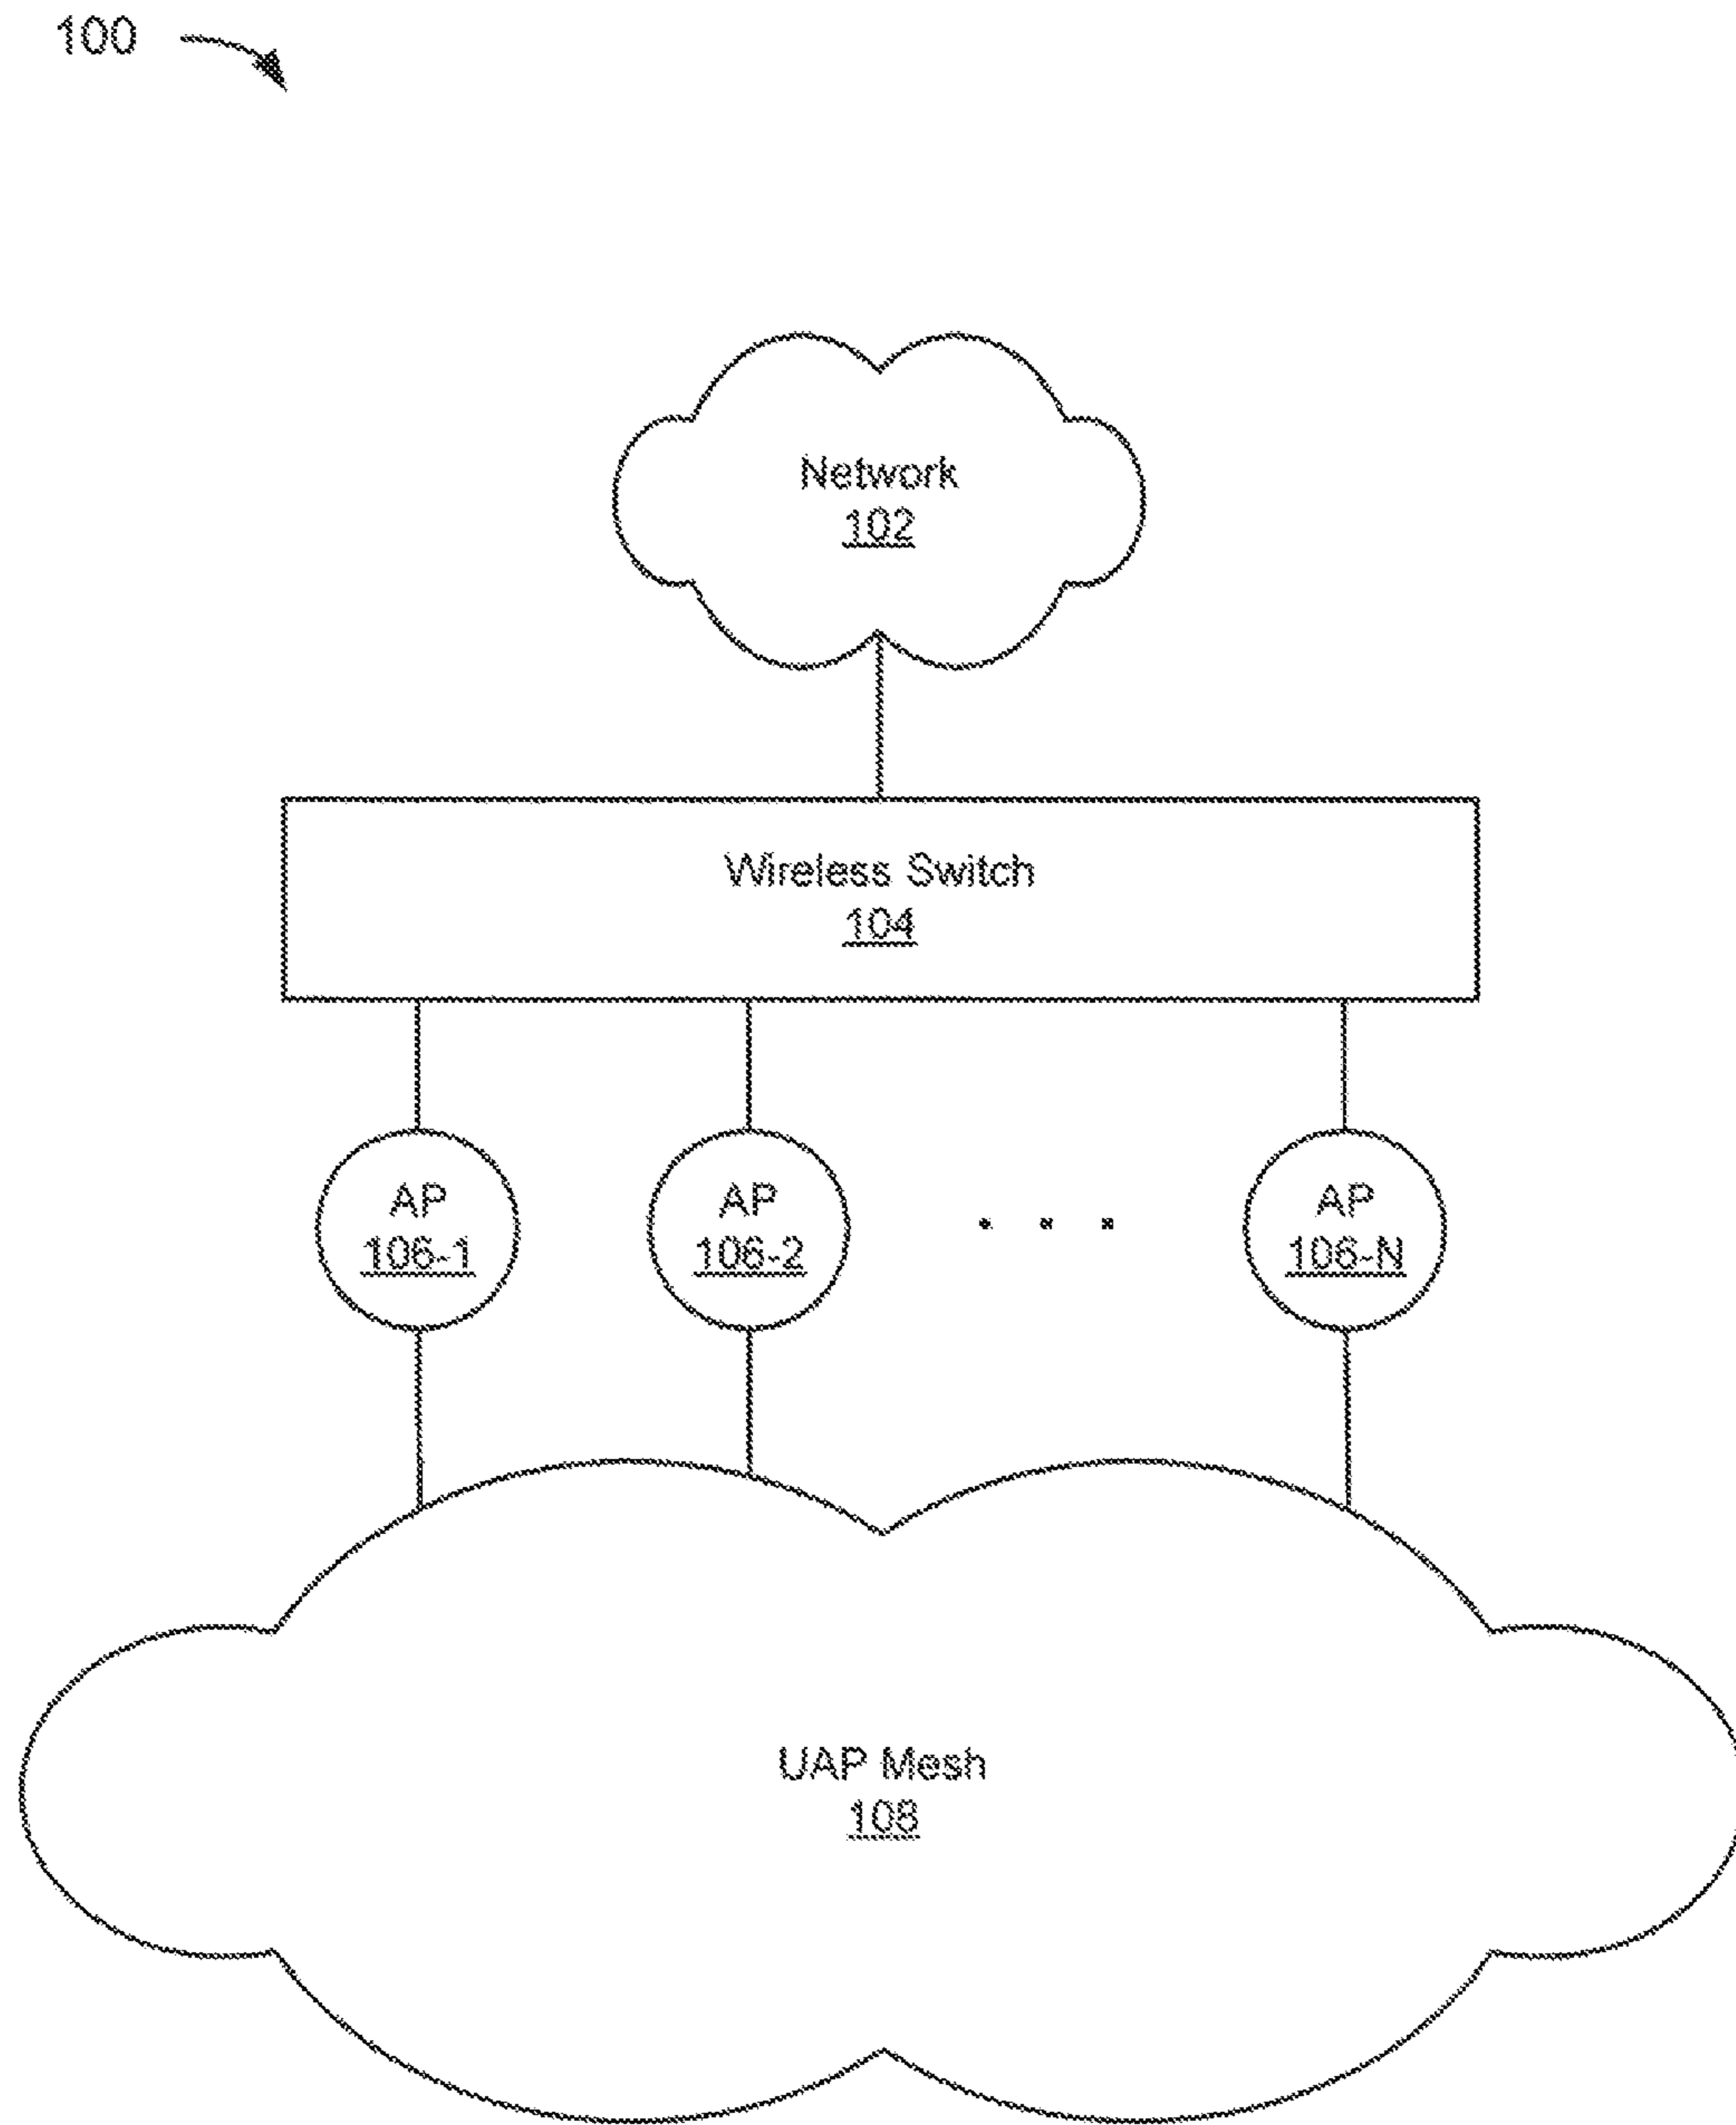 100
Network
102
Wireless Switch
104
AP
106-1
AP
106-2
. . .
AP
106-N
UAP Mesh
108